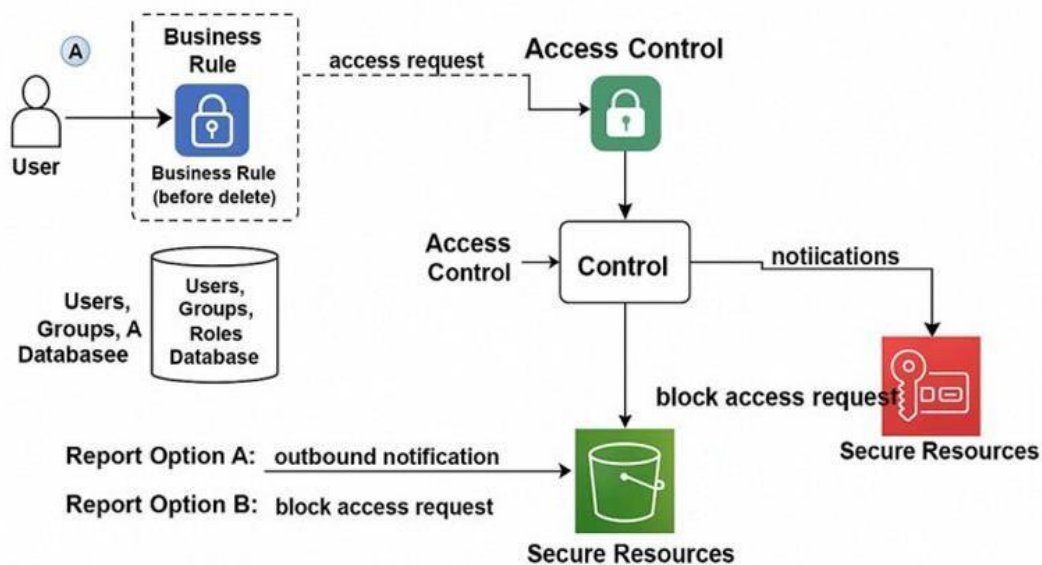 A
Business
Rule
User
Business Rule
(before delete)
access request
Access Control
Access
Control
Control
notiications
Users,
Groups, A
Databasee
Users,
Groups,
Roles
Database
block access request
Secure Resources
Report Option A: outbound notification
Report Option B: block access request
Secure Resources